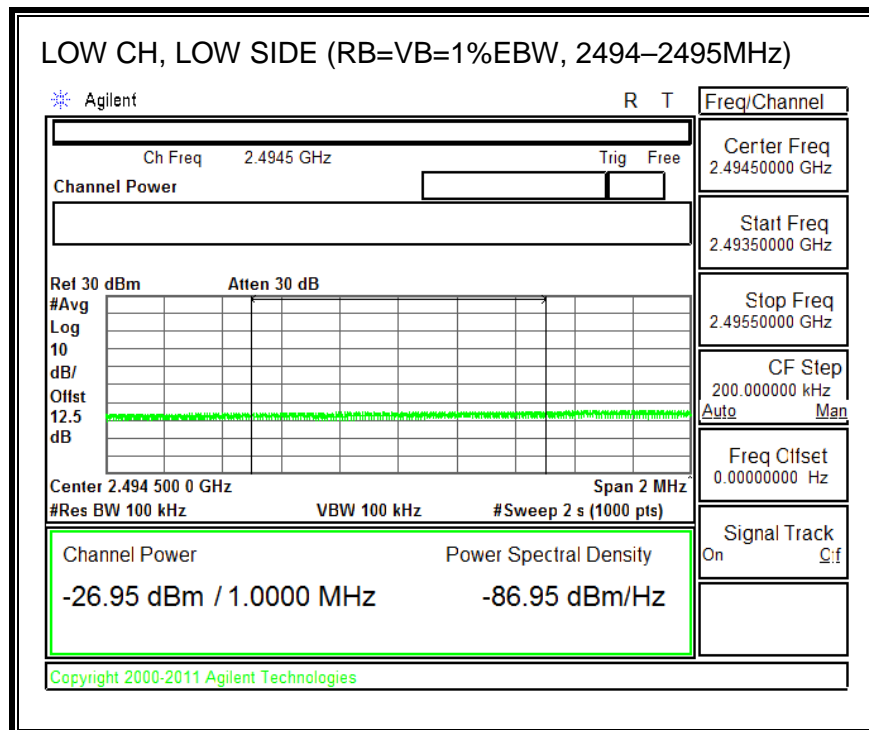 LOW CH, LOW SIDE (RB=VB=1%EBW, 2494–2495MHz)
Agilent R T
Freq/Channel
Ch Freq 2.4945 GHz Trig Free
Channel Power
Center Freq
2.49450000 GHz
Start Freq
2.49350000 GHz
Stop Freq
2.49550000 GHz
CF Step
200.000000 kHz
Auto Man
Freq Offset
0.00000000 Hz
Signal Track
On Off
Ref 30 dBm Atten 30 dB
#Avg
Log
10
dB/
Offst
12.5
dB
Center 2.494 500 0 GHz Span 2 MHz^
#Res BW 100 kHz VBW 100 kHz #Sweep 2 s (1000 pts)
Channel Power Power Spectral Density
-26.95 dBm / 1.0000 MHz -86.95 dBm/Hz
Copyright 2000-2011 Agilent Technologies